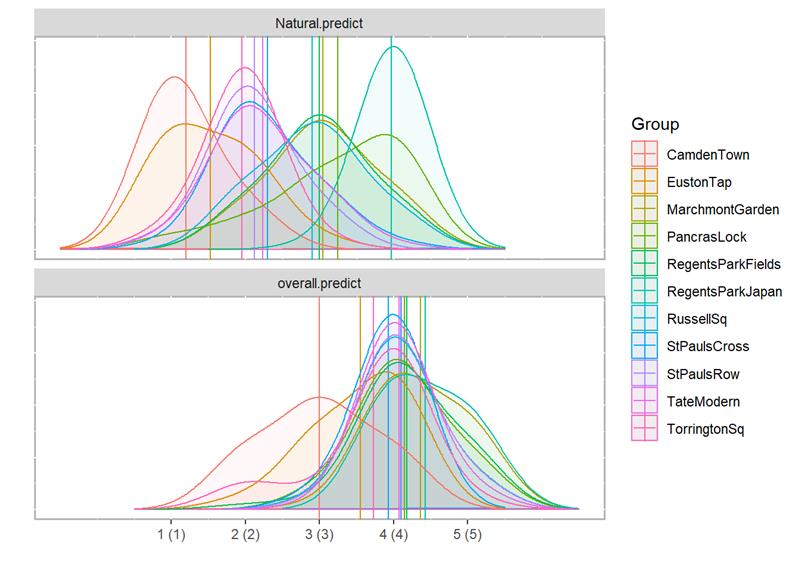 Natural.predict
overall.predict
1 (1) 2 (2) 3 (3) 4 (4) 5 (5)
Group
CamdenTown
EustonTap
MarchmontGarden
PancrasLock
RegentsParkFields
RegentsParkJapan
RussellSq
StPaulsCross
StPaulsRow
TateModern
TorringtonSq